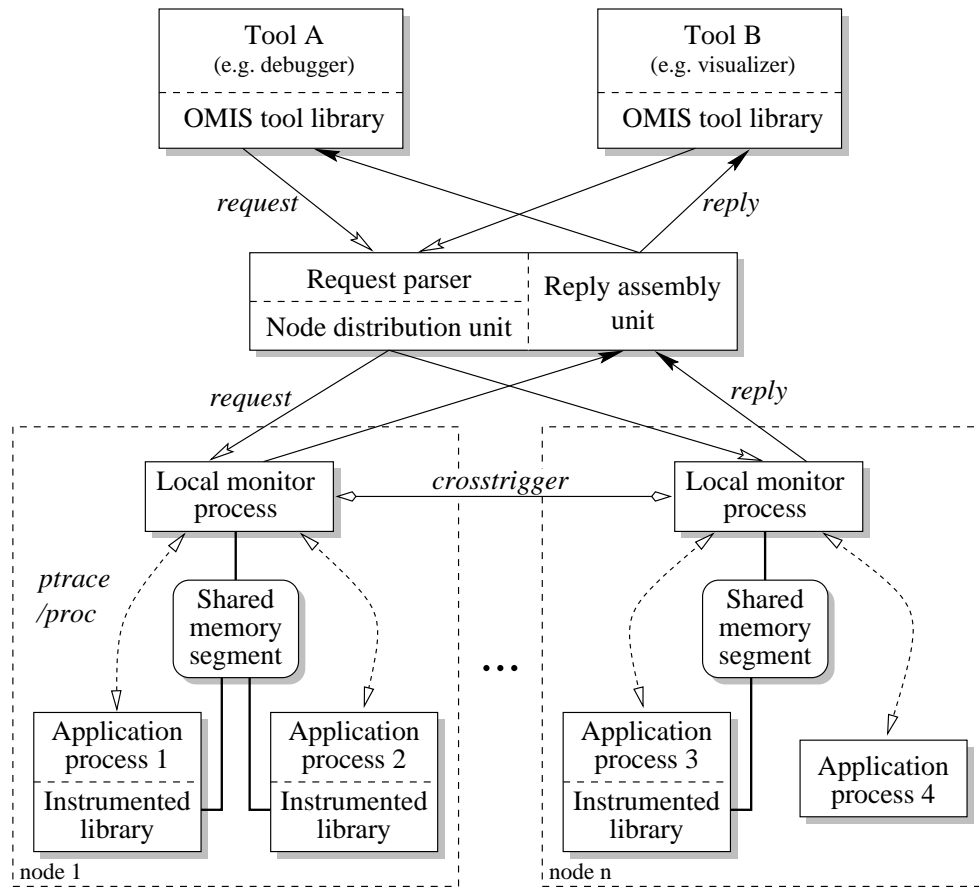 Tool A
(e.g. debugger)
OMIS tool library
Tool B
(e.g. visualizer)
OMIS tool library
request
reply
Request parser
Node distribution unit
Reply assembly
unit
request
reply
Local monitor
process
crosstrigger
Local monitor
process
ptrace
/proc
Shared
memory
segment
Shared
memory
segment
...
Application
process 1
Instrumented
library
Application
process 2
Instrumented
library
Application
process 3
Instrumented
library
Application
process 4
node 1
node n